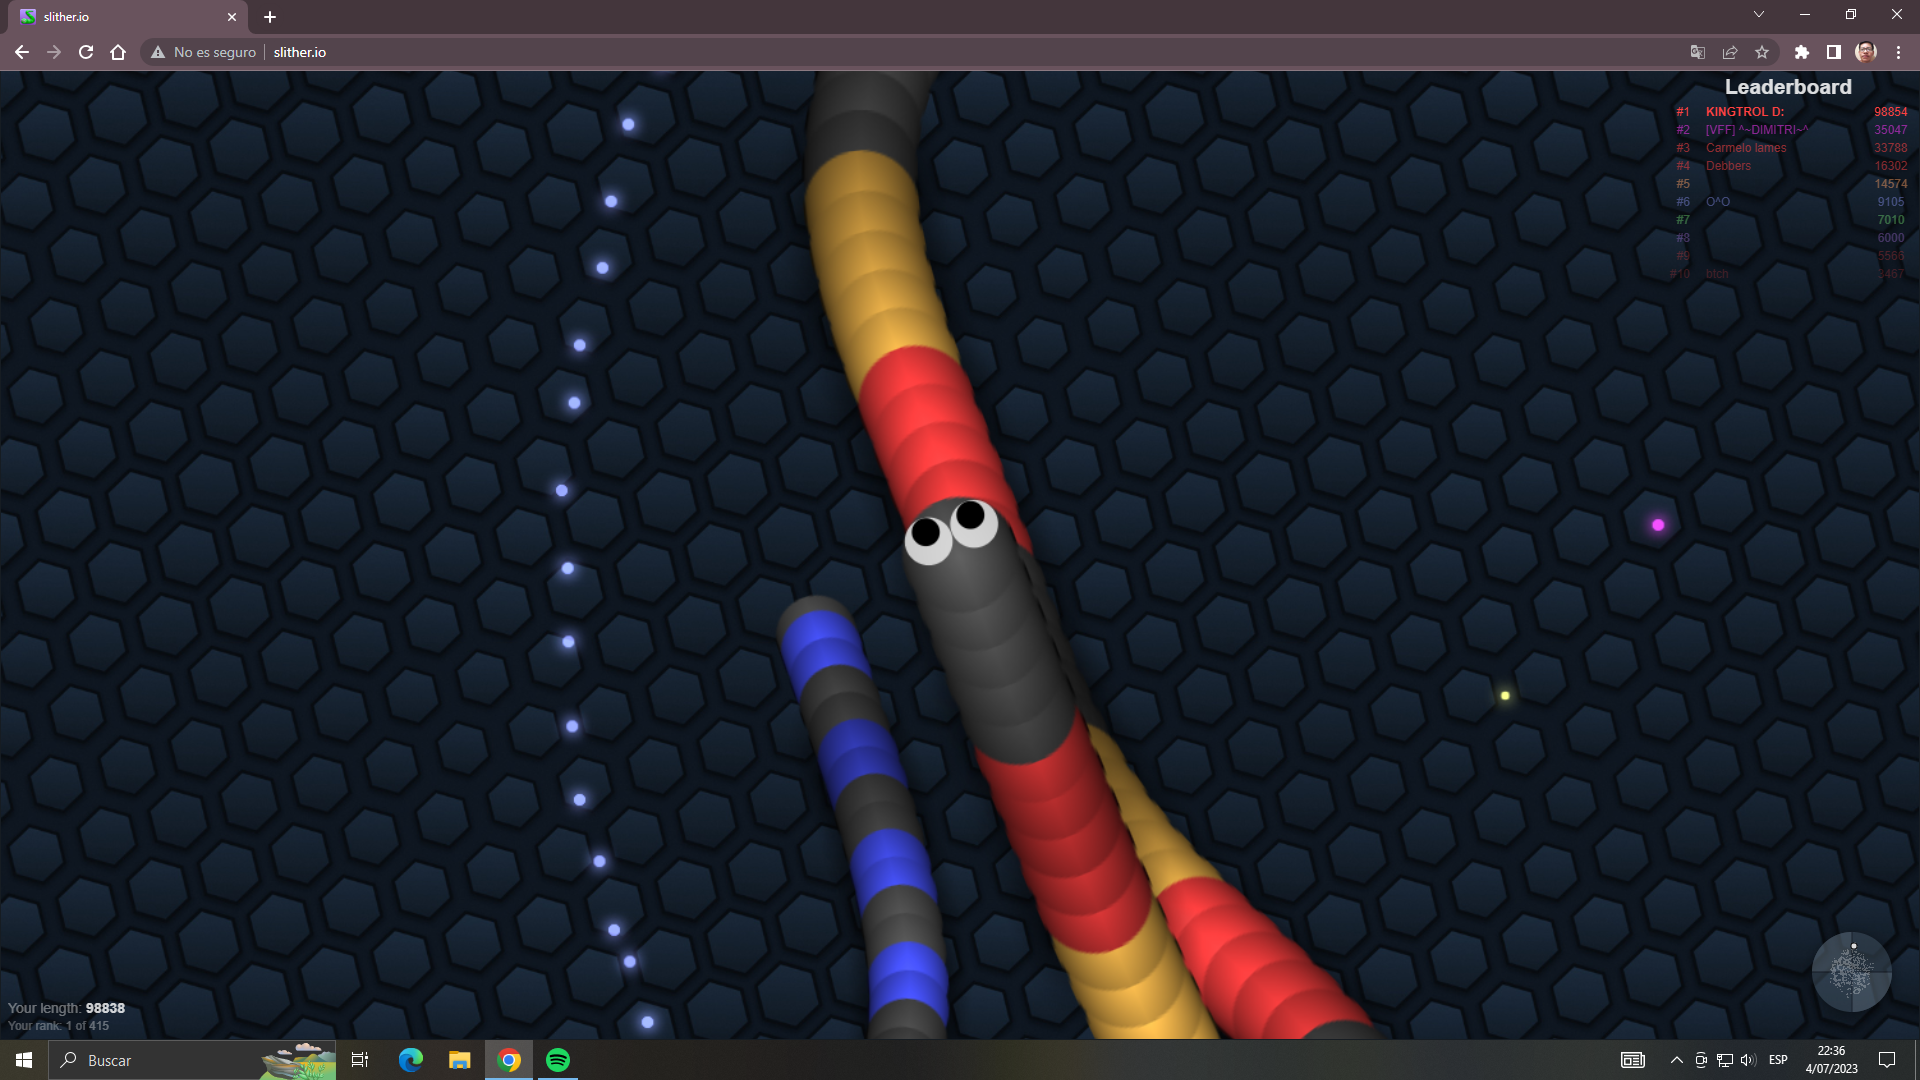 slither.io
No es seguro
slither.io
Leaderboard
#1 KINGTROL D: 98854
#2 [VFF] ^~DIMITRI~^ 35047
#3 Carmelo lames 33788
#4 Debbers 16302
#5 14574
#6 O^O 9105
#7 7010
#8 6000
#9 5566
#10 btch 3467
Your length: 98838
Your rank: 1 of 415
Buscar
ESP
22:36
4/07/2023